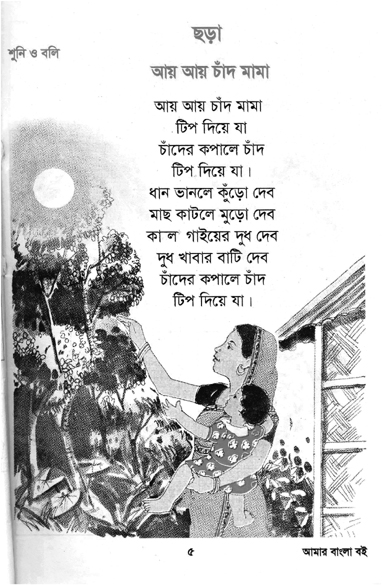 ছড়া
শুনি ও বলি
আয় আয় চাঁদ মামা
আয় আয় চাঁদ মামা
টিপ দিয়ে যা
চাঁদের কপালে চাঁদ
টিপ দিয়ে যা।
ধান ভানলে কুঁড়ো দেব
মাছ কাটলে মুড়ো দেব
কাল গাইয়ের দুধ দেব
দুধ খাবার বাটি দেব
চাঁদের কপালে চাঁদ
টিপ দিয়ে যা।
৫
আমার বাংলা বই